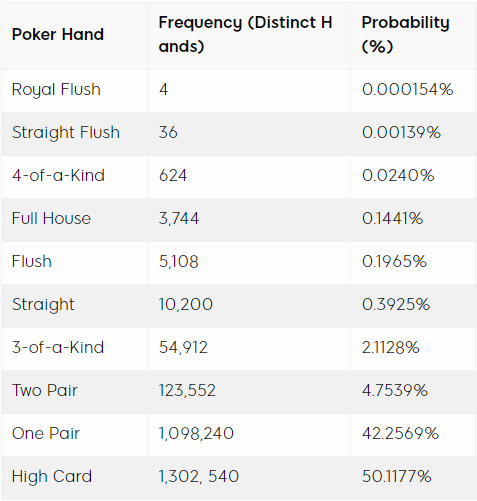 Poker Hand Frequency (Distinct H Probability
ands) (%)
Royal Flush 4 0.000154%
Straight Flush 36 0.00139%
4-of-a-Kind 624 0.0240%
Full House 3,744 0.1441%
Flush 5,108 0.1965%
Straight 10,200 0.3925%
3-of-a-Kind 54,912 2.1128%
Two Pair 123,552 4.7539%
One Pair 1,098,240 42.2569%
High Card 1,302, 540 50.1177%